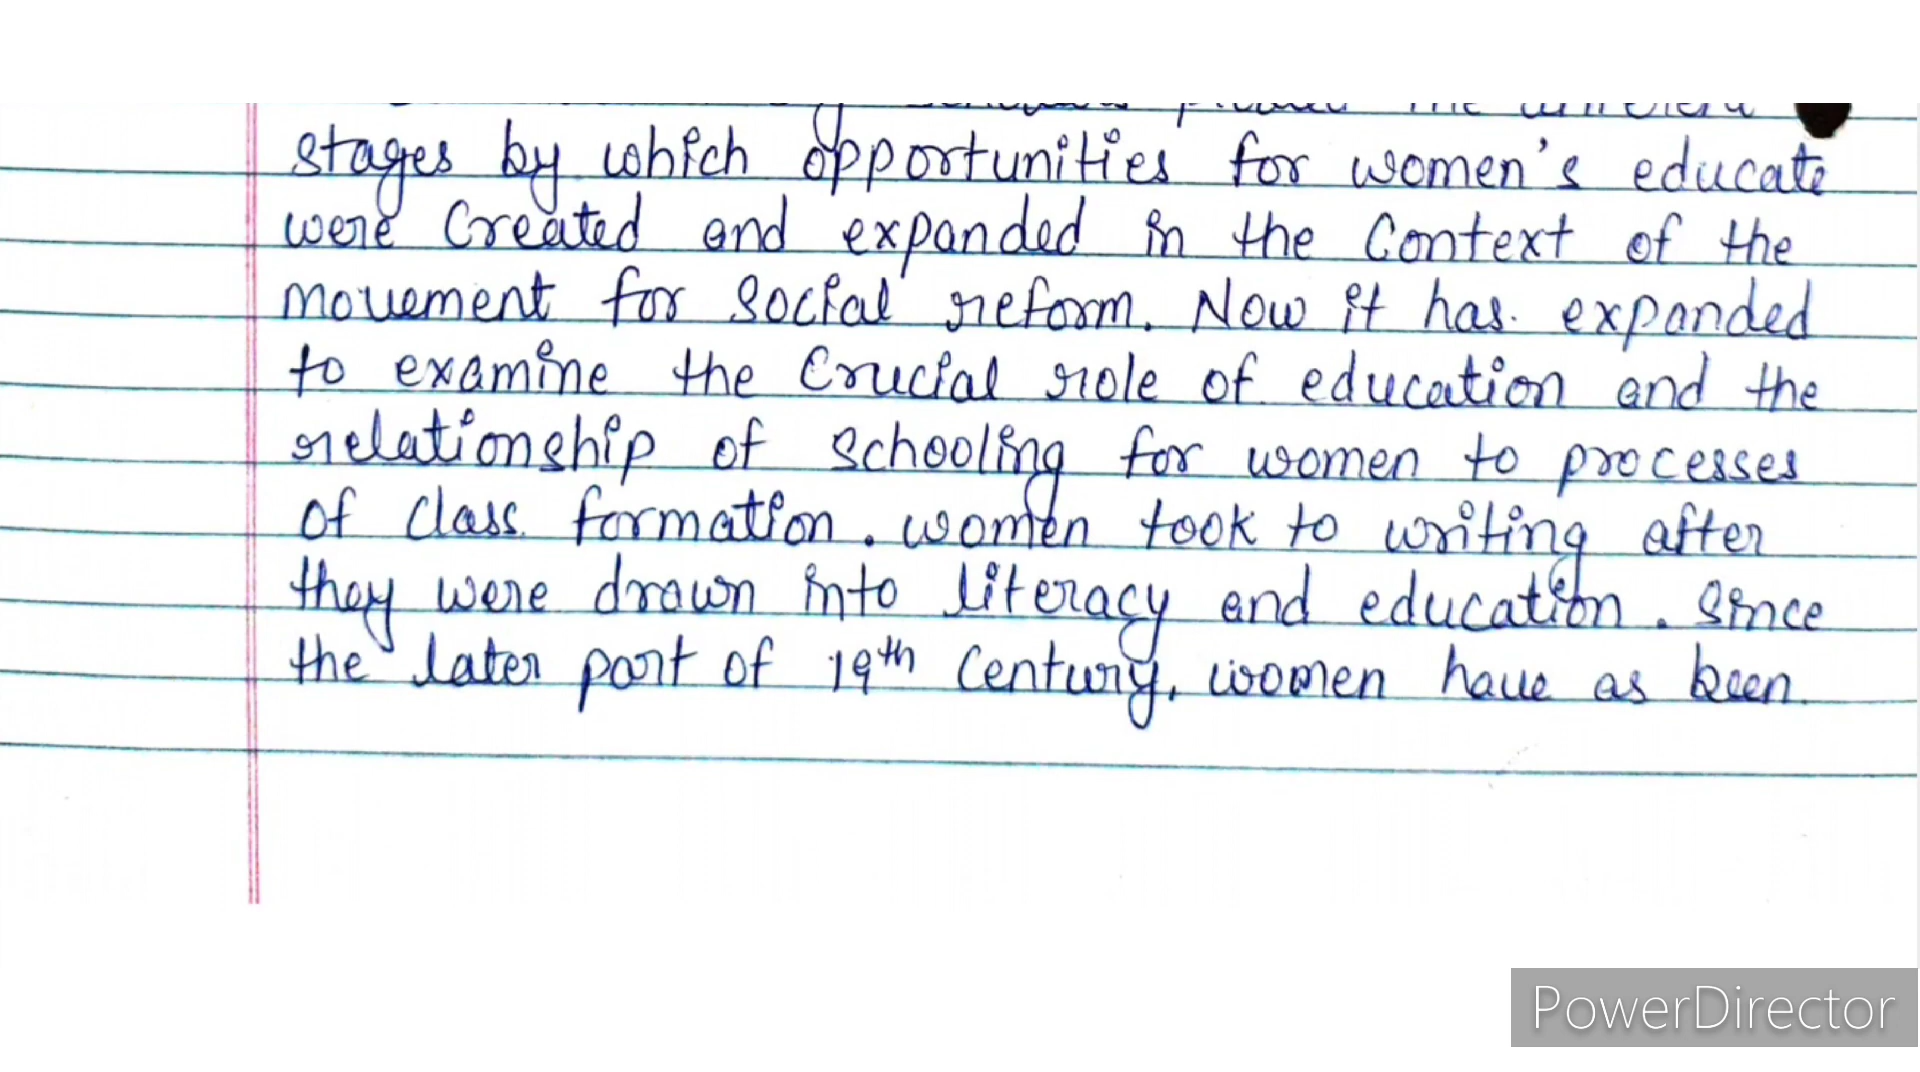 stages by which opportunities for women's educate
were Created and expanded in the Context of the
movement for Social reform. Now it has. expanded
to examine the Crucial role of education and the
relationship of schooling for women to processes
of class formation. women took to writing after
they were drawn into literacy and education. Since
the later part of 19th Century, women have as been
PowerDirector